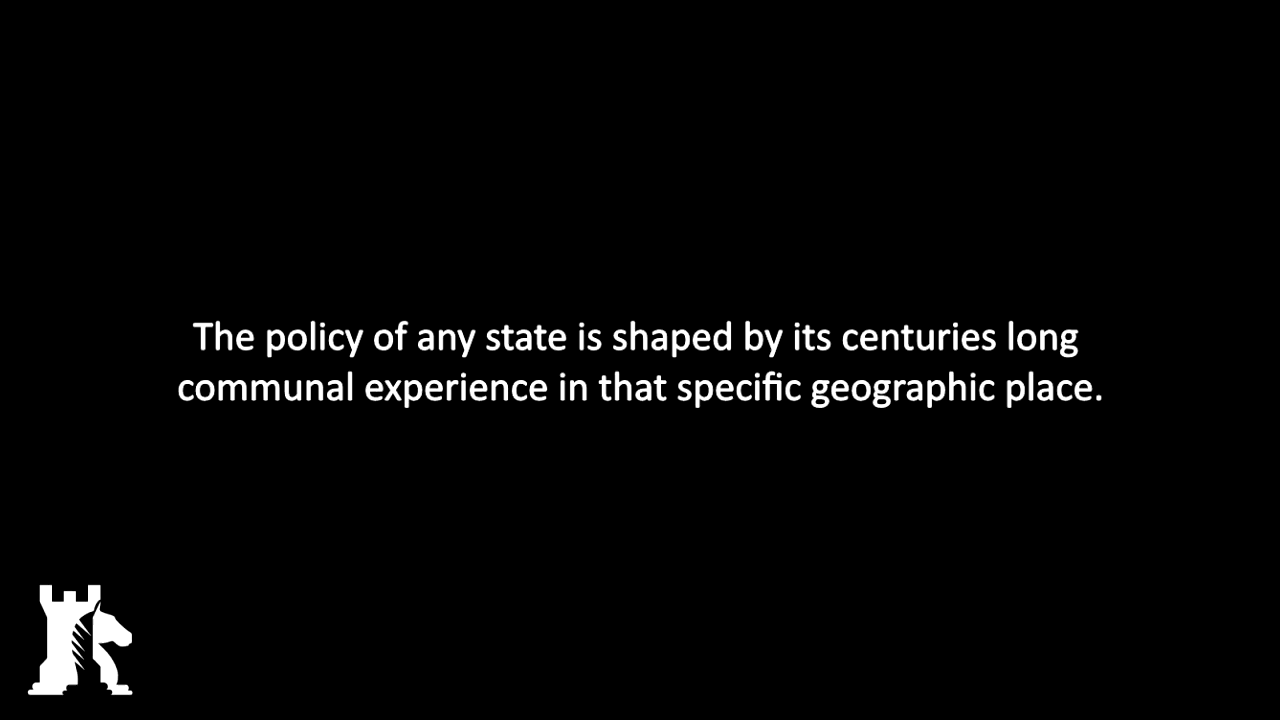 The policy of any state is shaped by its centuries long
communal experience in that specific geographic place.